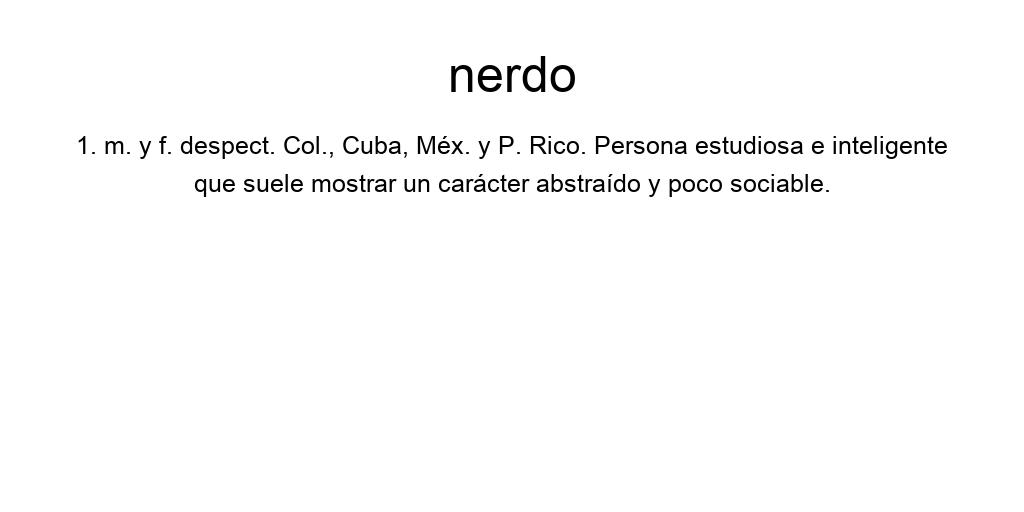 nerdo
1. m. y f. despect. Col., Cuba, Méx. y P. Rico. Persona estudiosa e inteligente
que suele mostrar un carácter abstraído y poco sociable.